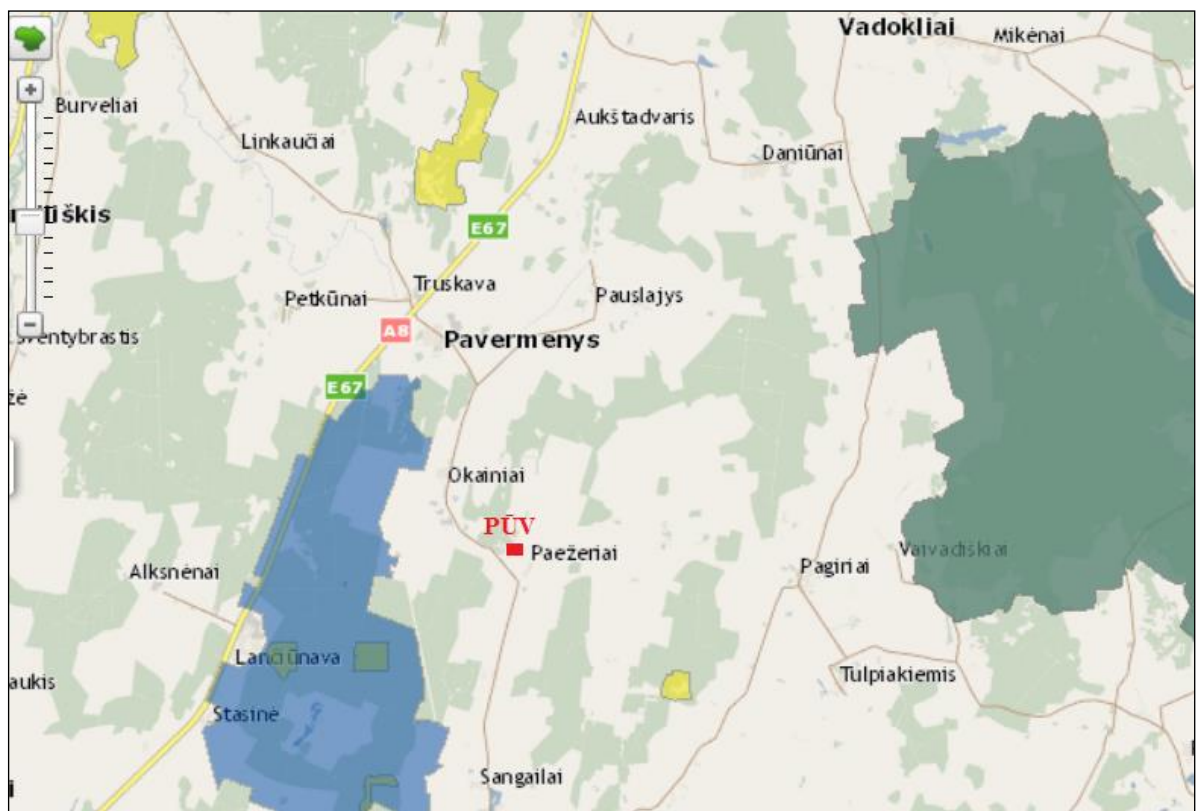 Vadokliai
Mikėnai
Burveliai
Aukštadvaris
Linkaučiai
Daniūnai
E67
Truskava
Petkūnai
Pauslajys
A8
Pavermenys
E67
Okainiai
PŪV
Paežeriai
Vaivadiškiai
Pagiriai
Alksnėnai
Lančiūnava
Tulpiakiemis
Stasinė
Sangailai